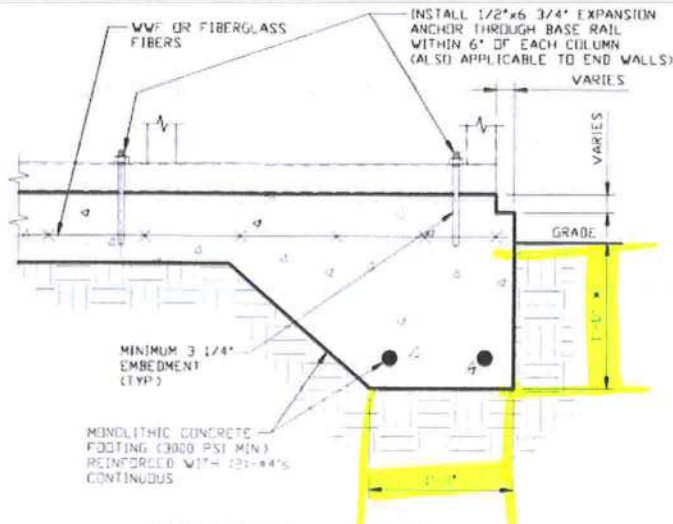 WWF OR FIBERGLASS
FIBERS
INSTALL 1/2"x6 3/4" EXPANSION
ANCHOR THROUGH BASE RAIL
WITHIN 6" OF EACH COLUMN
(ALSO APPLICABLE TO END WALLS)
VARIES
VARIES
GRADE
MINIMUM 3 1/4"
EMBEDMENT
(TYP.)
MONOLITHIC CONCRETE
FOOTING (3000 PSI MIN)
REINFORCED WITH (2)-#4'S
CONTINUOUS